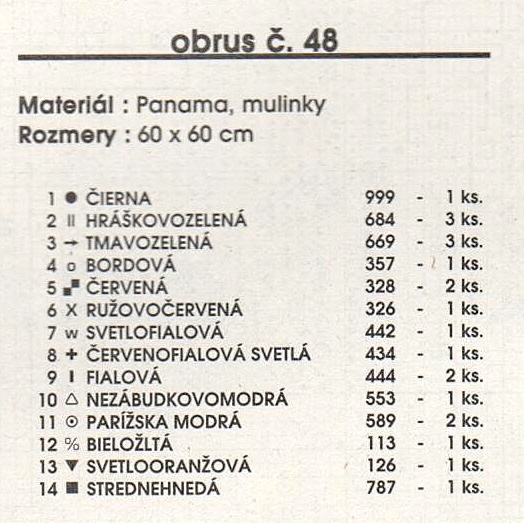 obrus č. 48
Materiál : Panama, mulinky
Rozmery : 60 x 60 cm
1 ● ČIERNA 999 - 1 ks.
2 || HRÁŠKOVOZELENÁ 684 - 3 ks.
3 → TMAVOZELENÁ 669 - 3 ks.
4 o BORDOVÁ 357 - 1 ks.
5 ▞ ČERVENÁ 328 - 2 ks.
6 X RUŽOVOČERVENÁ 326 - 1 ks.
7 w SVETLOFIALOVÁ 442 - 1 ks.
8 + ČERVENOFIALOVÁ SVETLÁ 434 - 1 ks.
9 I FIALOVÁ 444 - 2 ks.
10 △ NEZÁBUDKOVOMODRÁ 553 - 1 ks.
11 ⊙ PARÍŽSKA MODRÁ 589 - 2 ks.
12 % BIELOŽLTÁ 113 - 1 ks.
13 ▼ SVETLOORANŽOVÁ 126 - 1 ks.
14 ■ STREDNEHNEDÁ 787 - 1 ks.